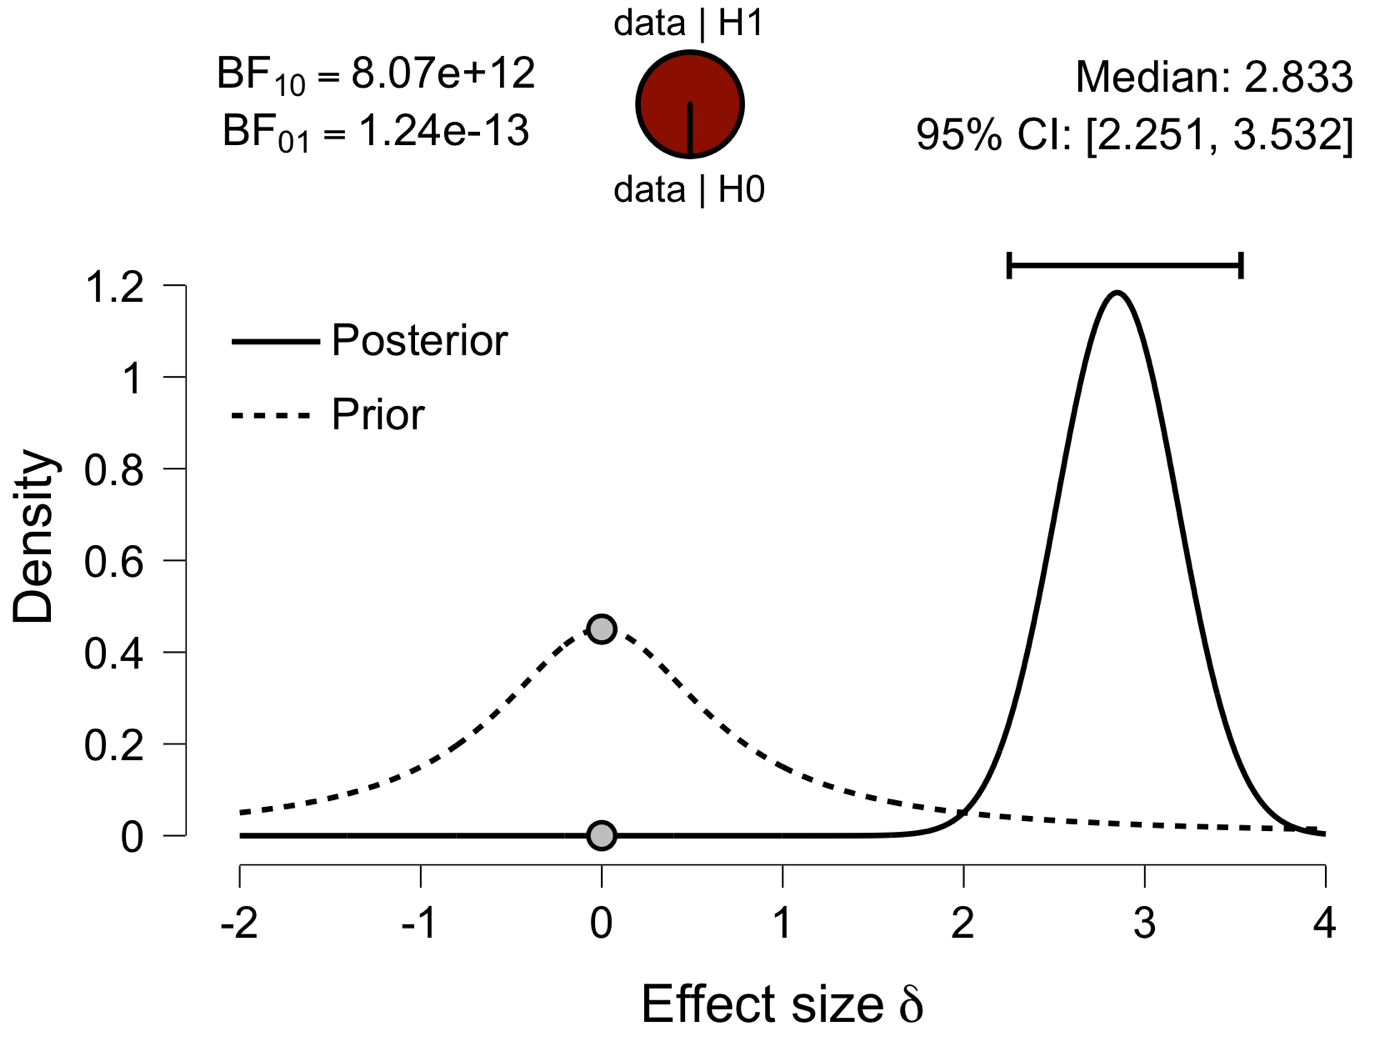 data | H1
BF10 = 8.07e+12
BF01 = 1.24e-13
Median: 2.833
95% CI: [2.251, 3.532]
data | H0
1.2
1
0.8
0.6
0.4
0.2
0
Density
Posterior
Prior
-2 -1 0 1 2 3 4
Effect size δ